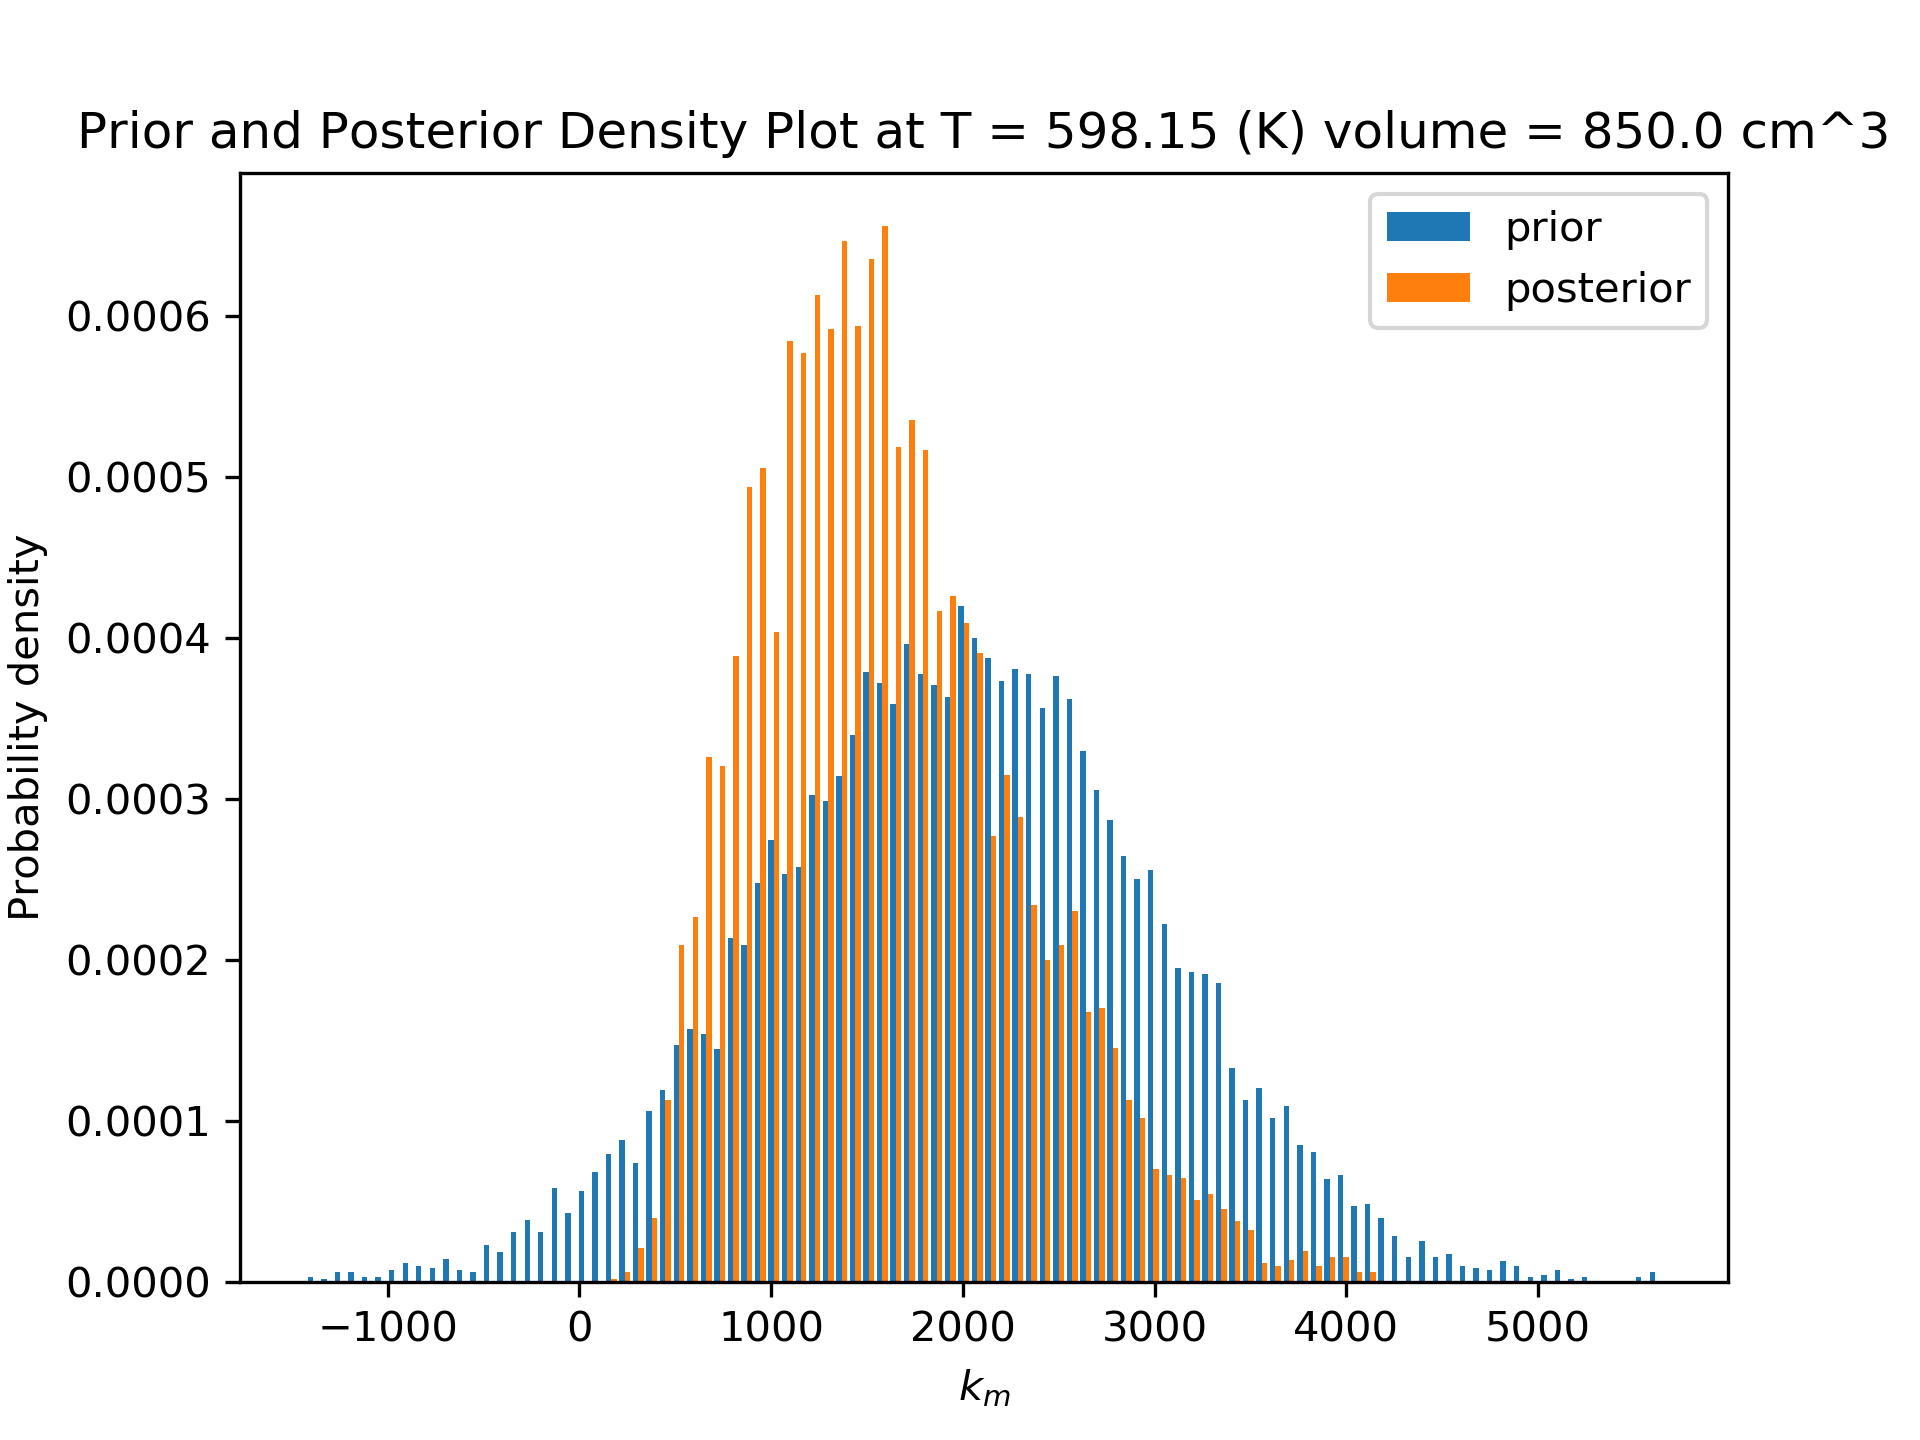 Prior and Posterior Density Plot at T = 598.15 (K) volume = 850.0 cm^3
prior
posterior
Probability density
0.0006
0.0005
0.0004
0.0003
0.0002
0.0001
0.0000
−1000 0 1000 2000 3000 4000 5000
k_m